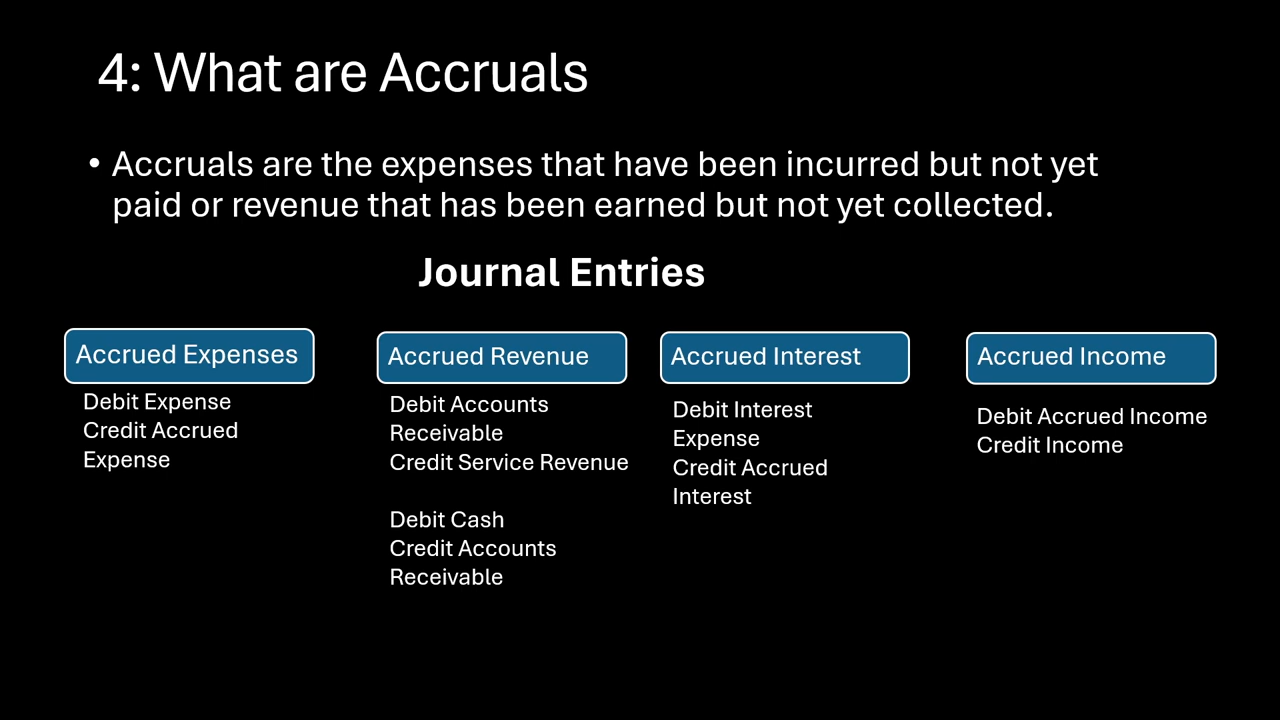 4: What are Accruals
• Accruals are the expenses that have been incurred but not yet
paid or revenue that has been earned but not yet collected.
Journal Entries
Accrued Expenses
Debit Expense
Credit Accrued
Expense
Accrued Revenue
Debit Accounts
Receivable
Credit Service Revenue
Debit Cash
Credit Accounts
Receivable
Accrued Interest
Debit Interest
Expense
Credit Accrued
Interest
Accrued Income
Debit Accrued Income
Credit Income